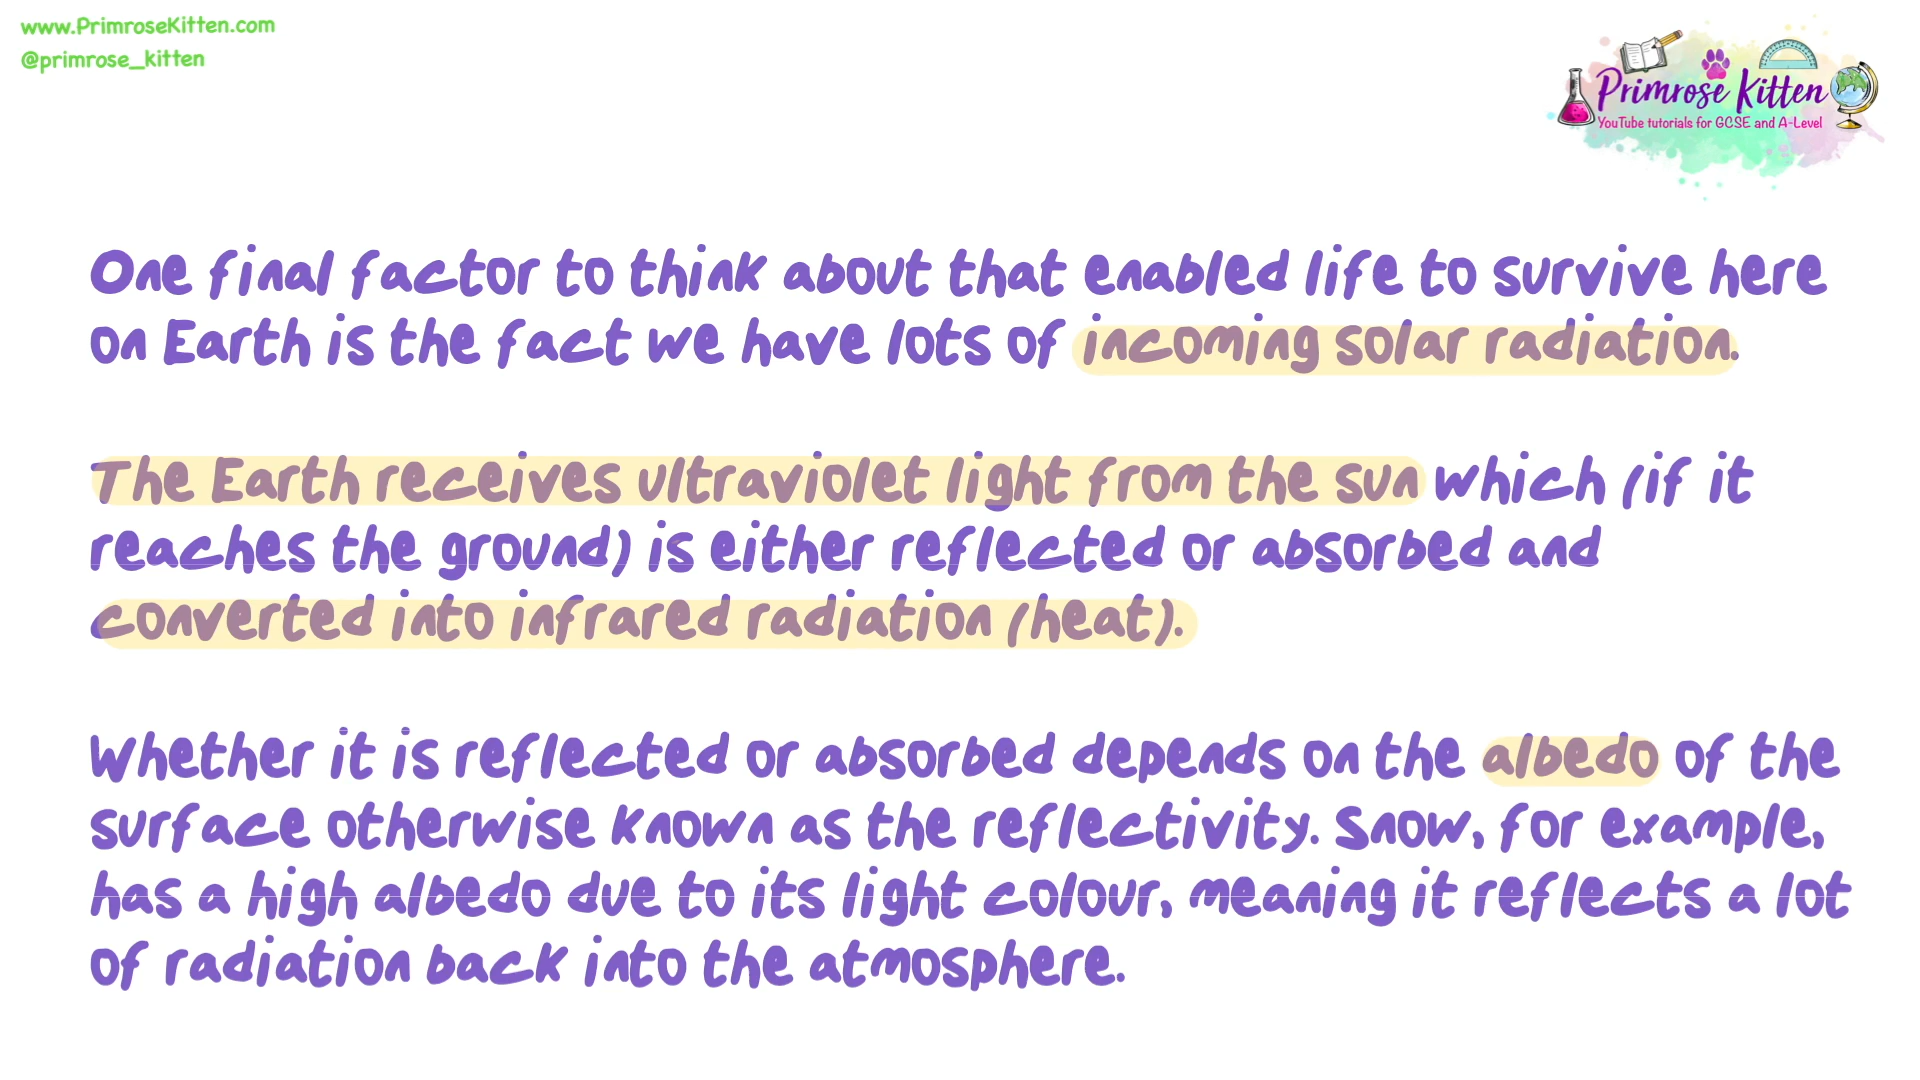 www.PrimroseKitten.com
@primrose_kitten
Primrose Kitten
YouTube tutorials for GCSE and A-Level
One final factor to think about that enabled life to survive here
on Earth is the fact we have lots of incoming solar radiation.
The Earth receives ultraviolet light from the sun which (if it
reaches the ground) is either reflected or absorbed and
converted into infrared radiation (heat).
Whether it is reflected or absorbed depends on the albedo of the
surface otherwise known as the reflectivity. Snow, for example,
has a high albedo due to its light colour, meaning it reflects a lot
of radiation back into the atmosphere.